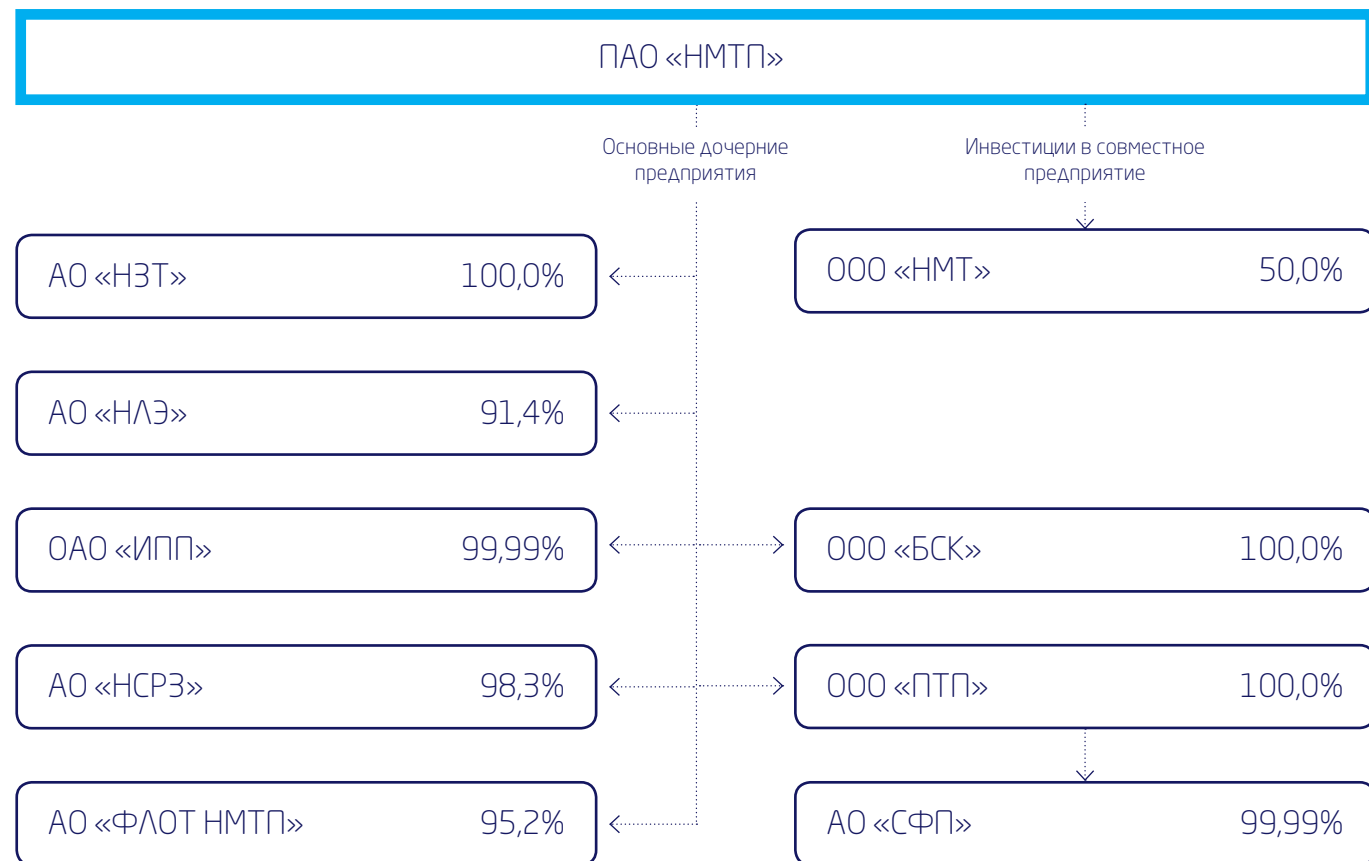 ПАО «НМТП»
Основные дочерние
предприятия
Инвестиции в совместное
предприятие
АО «НЗТ» 100,0%
ООО «НМТ» 50,0%
АО «НЛЭ» 91,4%
ОАО «ИПП» 99,99%
ООО «БСК» 100,0%
АО «НСРЗ» 98,3%
ООО «ПТП» 100,0%
АО «ФЛОТ НМТП» 95,2%
АО «СФП» 99,99%